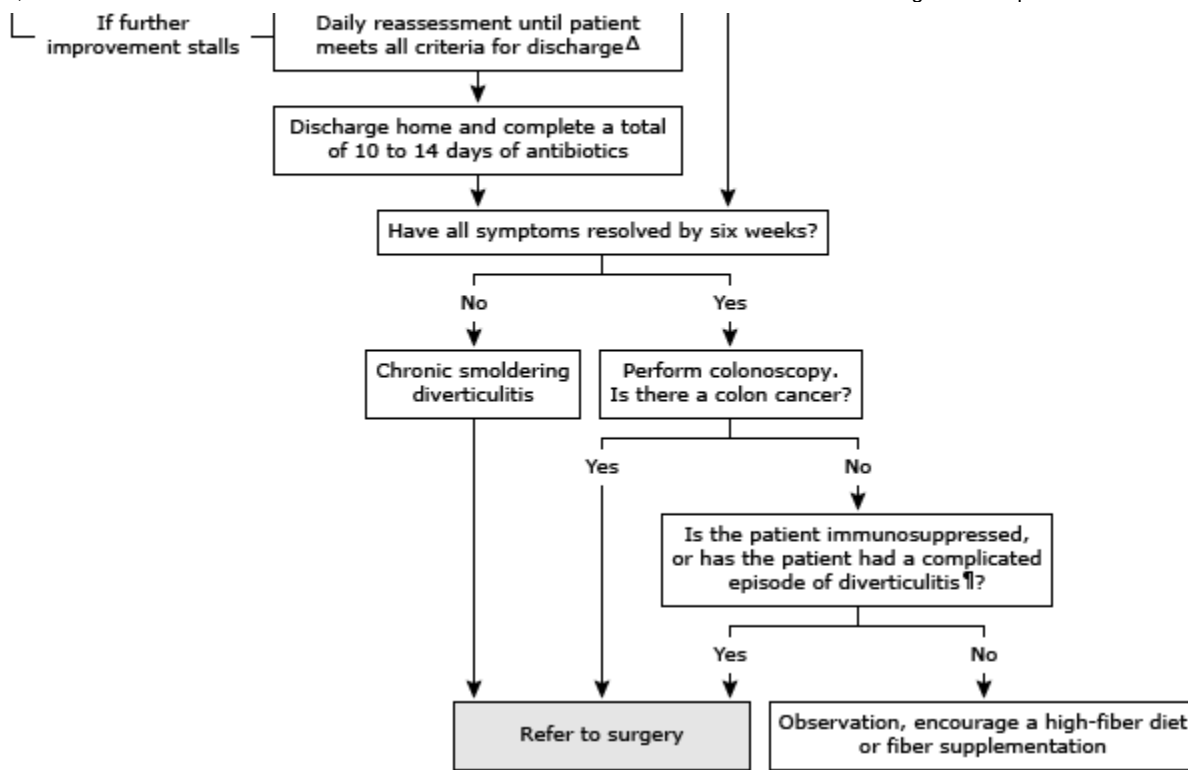 If further
improvement stalls
Daily reassessment until patient
meets all criteria for dischargeΔ
Discharge home and complete a total
of 10 to 14 days of antibiotics
Have all symptoms resolved by six weeks?
No
Yes
Chronic smoldering
diverticulitis
Perform colonoscopy.
Is there a colon cancer?
Yes
No
Is the patient immunosuppressed,
or has the patient had a complicated
episode of diverticulitis¶?
Yes
No
Refer to surgery
Observation, encourage a high-fiber diet
or fiber supplementation